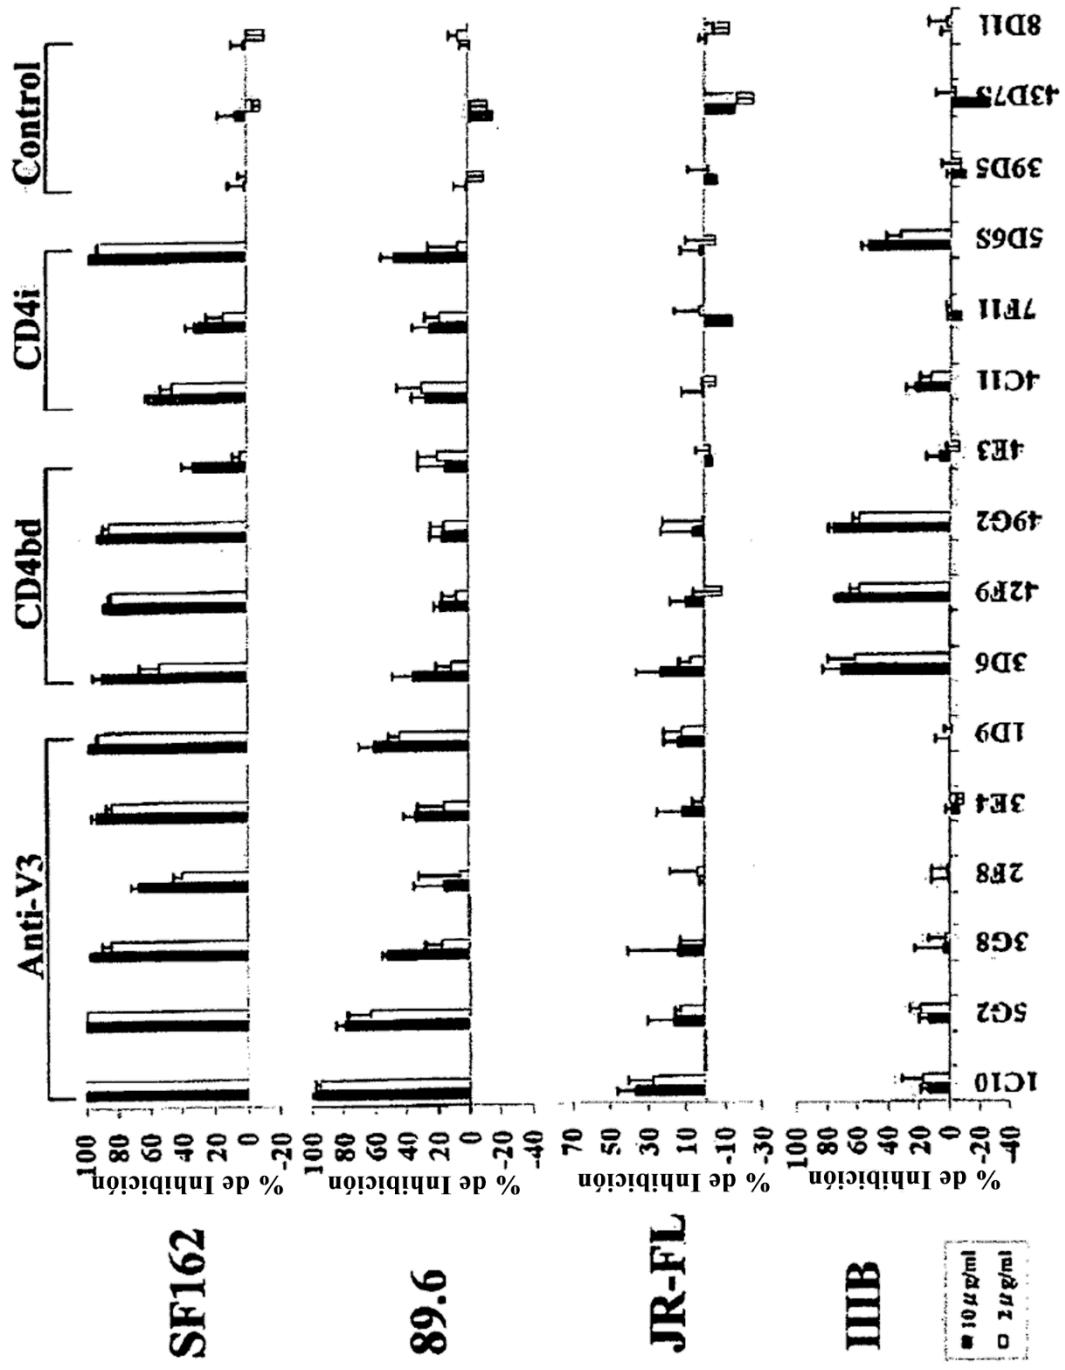 Anti-V3
CD4bd
CD4i
Control
SF162
% de Inhibición
100
80
60
40
20
0
-20
89.6
% de Inhibición
100
80
60
40
20
0
-20
-40
JR-FL
% de Inhibición
70
50
30
10
-10
-30
IIIB
% de Inhibición
100
80
60
40
20
0
-20
-40
1C10
5G2
3G8
2F8
3E4
1D9
3D6
42F9
49G2
4E3
4C11
7F11
5D6S
39D5
43D7S
8D11
10 µg/ml
2 µg/ml